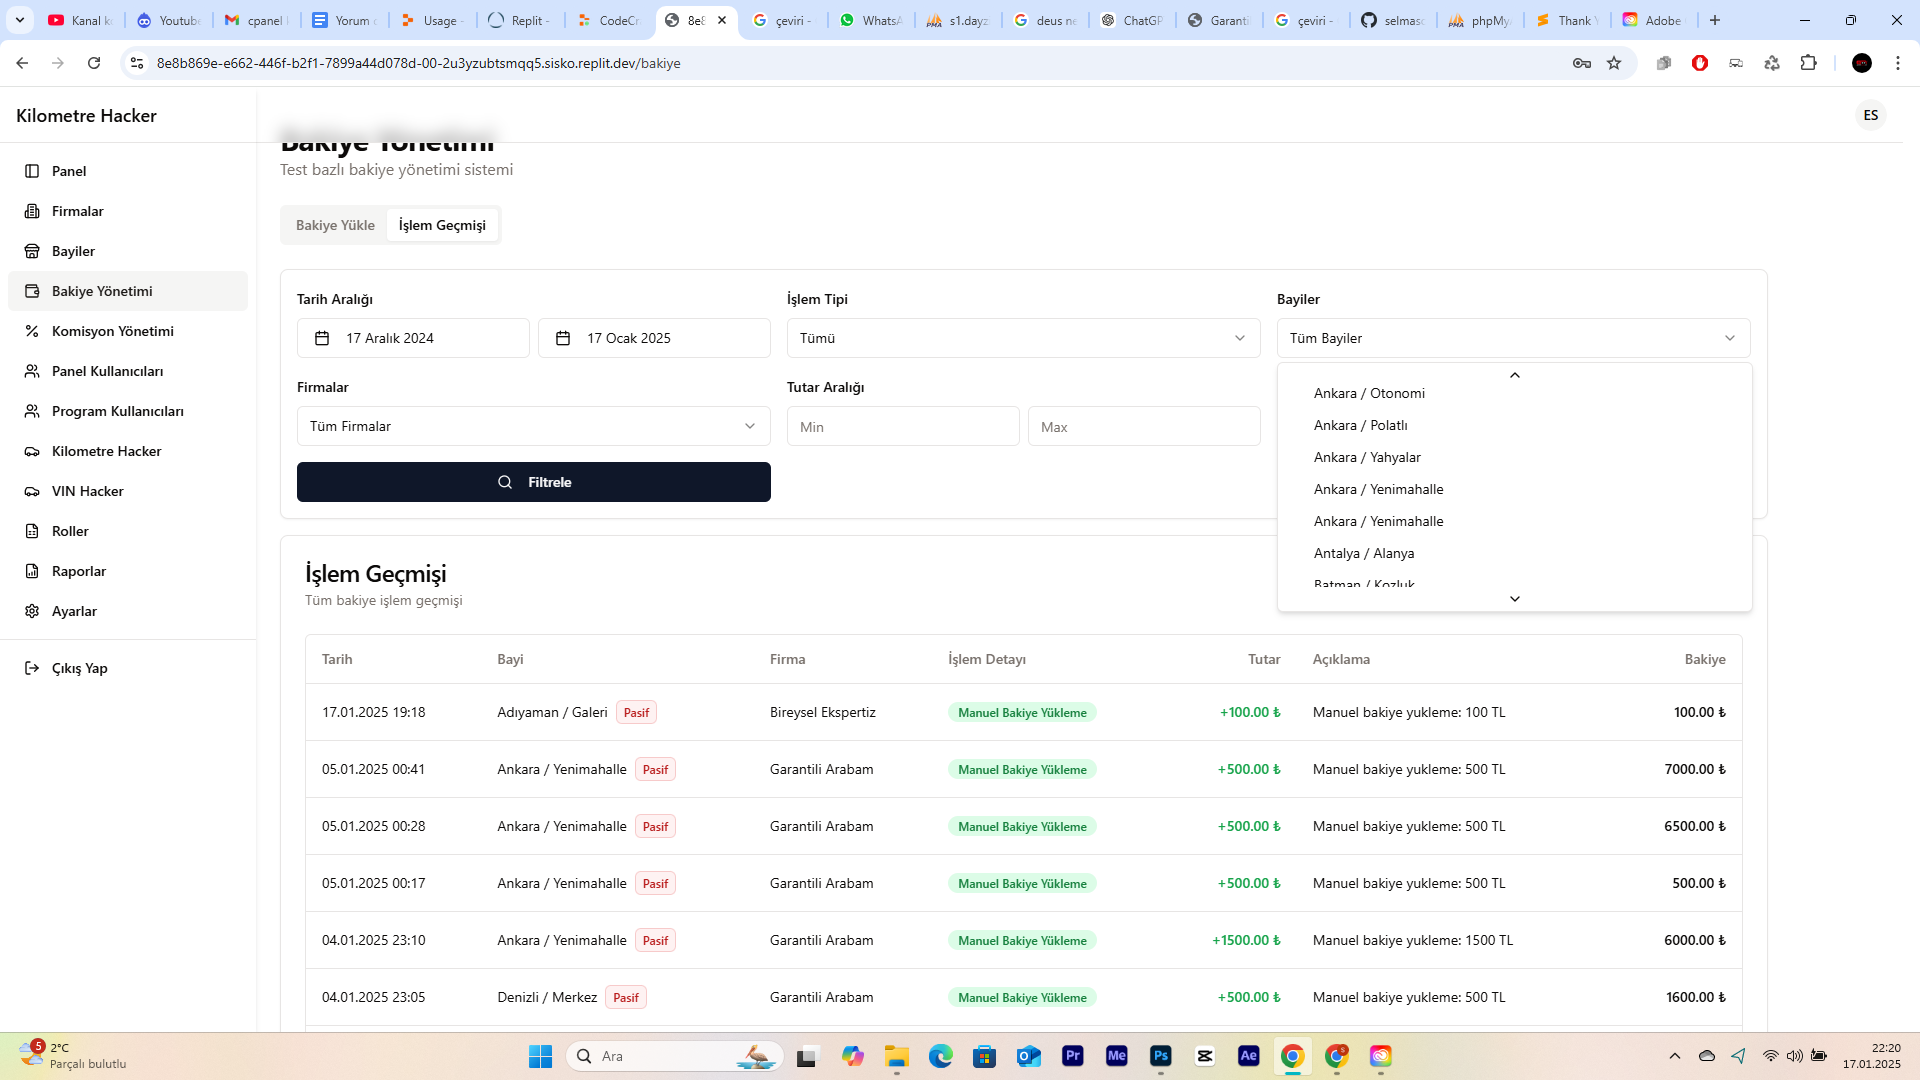 Kanal k
Youtube
Gmail
cpanel
Yorum
Usage -
Replit -
CodeCr
8e8
çeviri -
WhatsA
s1.dayz
deus ne
ChatGP
Garanti
çeviri -
selmas
phpMy
Thank Y
Adobe
8e8b869e-e662-446f-b2f1-7899a44d078d-00-2u3yzubtsmqq5.sisko.replit.dev/bakiye
Kilometre Hacker
ES
Panel
Firmalar
Bayiler
Bakiye Yönetimi
Komisyon Yönetimi
Panel Kullanıcıları
Program Kullanıcıları
Kilometre Hacker
VIN Hacker
Roller
Raporlar
Ayarlar
Çıkış Yap
Bakiye Yönetimi
Test bazlı bakiye yönetimi sistemi
Bakiye Yükle
İşlem Geçmişi
Tarih Aralığı
17 Aralık 2024
17 Ocak 2025
İşlem Tipi
Tümü
Bayiler
Tüm Bayiler
Firmalar
Tüm Firmalar
Tutar Aralığı
Min
Max
Filtrele
Ankara / Otonomi
Ankara / Polatlı
Ankara / Yahyalar
Ankara / Yenimahalle
Ankara / Yenimahalle
Antalya / Alanya
Batman / Kozluk
İşlem Geçmişi
Tüm bakiye işlem geçmişi
Tarih Bayi Firma İşlem Detayı Tutar Açıklama Bakiye
17.01.2025 19:18 Adıyaman / Galeri Pasif Bireysel Ekspertiz Manuel Bakiye Yükleme +100.00 ₺ Manuel bakiye yukleme: 100 TL 100.00 ₺
05.01.2025 00:41 Ankara / Yenimahalle Pasif Garantili Arabam Manuel Bakiye Yükleme +500.00 ₺ Manuel bakiye yukleme: 500 TL 7000.00 ₺
05.01.2025 00:28 Ankara / Yenimahalle Pasif Garantili Arabam Manuel Bakiye Yükleme +500.00 ₺ Manuel bakiye yukleme: 500 TL 6500.00 ₺
05.01.2025 00:17 Ankara / Yenimahalle Pasif Garantili Arabam Manuel Bakiye Yükleme +500.00 ₺ Manuel bakiye yukleme: 500 TL 500.00 ₺
04.01.2025 23:10 Ankara / Yenimahalle Pasif Garantili Arabam Manuel Bakiye Yükleme +1500.00 ₺ Manuel bakiye yukleme: 1500 TL 6000.00 ₺
04.01.2025 23:05 Denizli / Merkez Pasif Garantili Arabam Manuel Bakiye Yükleme +500.00 ₺ Manuel bakiye yukleme: 500 TL 1600.00 ₺
5
2°C
Parçalı bulutlu
Ara
Pr
Me
Ps
Ae
22:20
17.01.2025